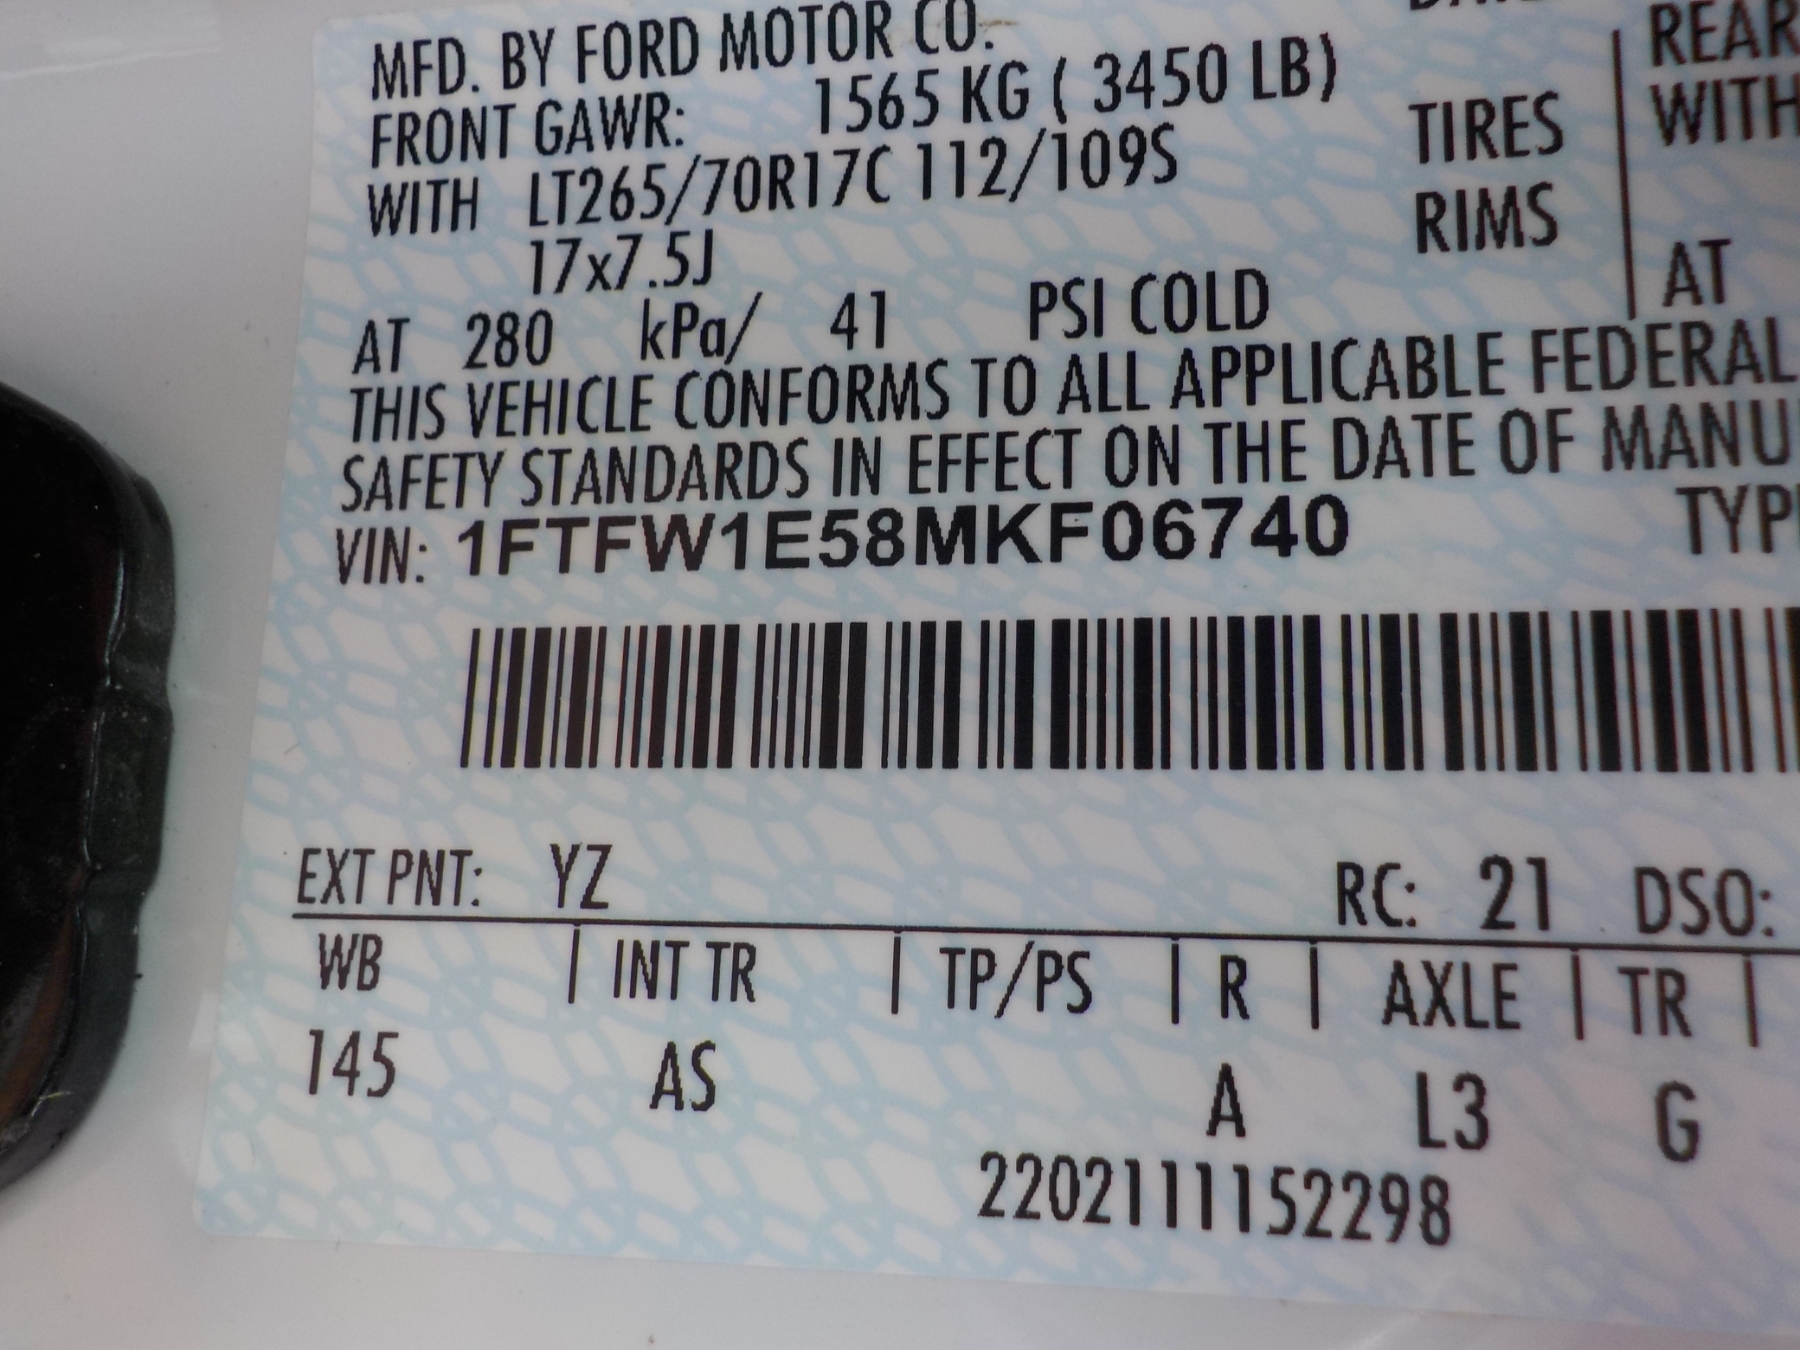 MFD. BY FORD MOTOR CO.
FRONT GAWR: 1565 KG ( 3450 LB)
WITH LT265/70R17C 112/109S TIRES
17x7.5J RIMS
AT 280 kPa/ 41 PSI COLD
REAR
WITH
AT
THIS VEHICLE CONFORMS TO ALL APPLICABLE FEDERAL
SAFETY STANDARDS IN EFFECT ON THE DATE OF MANU
VIN: 1FTFW1E58MKF06740 TYP
EXT PNT: YZ RC: 21 DSO:
WB | INT TR | TP/PS | R | AXLE | TR |
145 AS A L3 G
2202111152298